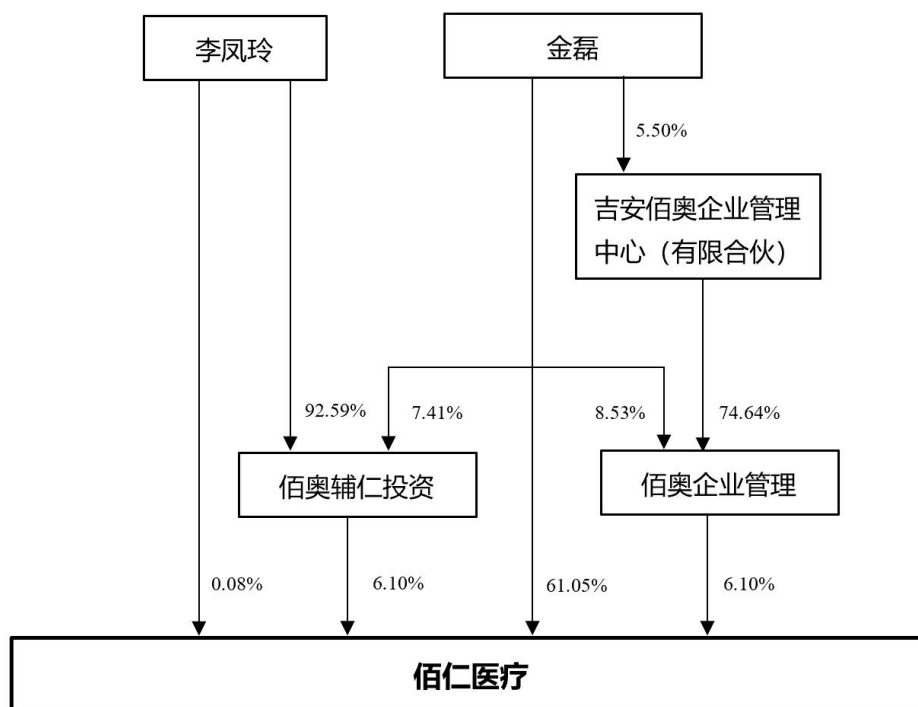 李凤玲
金磊
5.50%
吉安佰奥企业管理
中心（有限合伙）
92.59%
7.41%
8.53%
74.64%
佰奥辅仁投资
佰奥企业管理
0.08%
6.10%
61.05%
6.10%
佰仁医疗